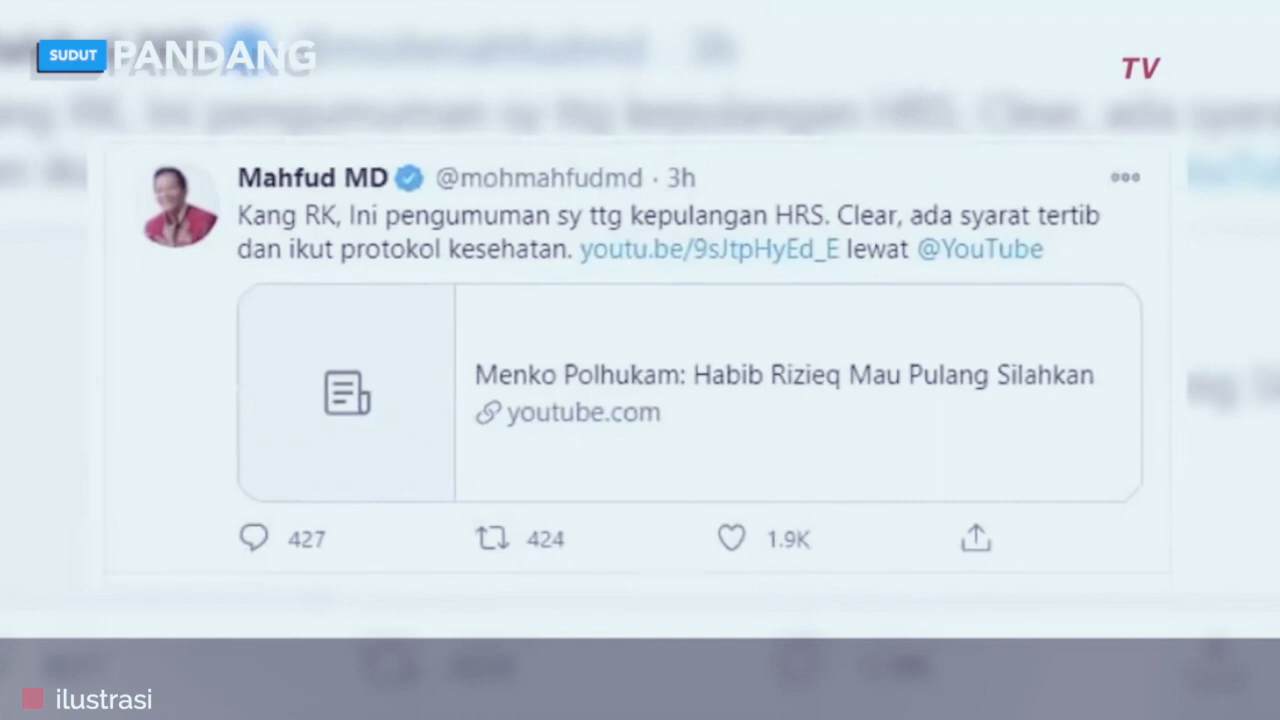 SUDUT PANDANG
TV
Mahfud MD @mohmahfudmd · 3h
Kang RK, Ini pengumuman sy ttg kepulangan HRS. Clear, ada syarat tertib
dan ikut protokol kesehatan. youtu.be/9sJtpHyEd_E lewat @YouTube
Menko Polhukam: Habib Rizieq Mau Pulang Silahkan
youtube.com
427 424 1.9K
ilustrasi